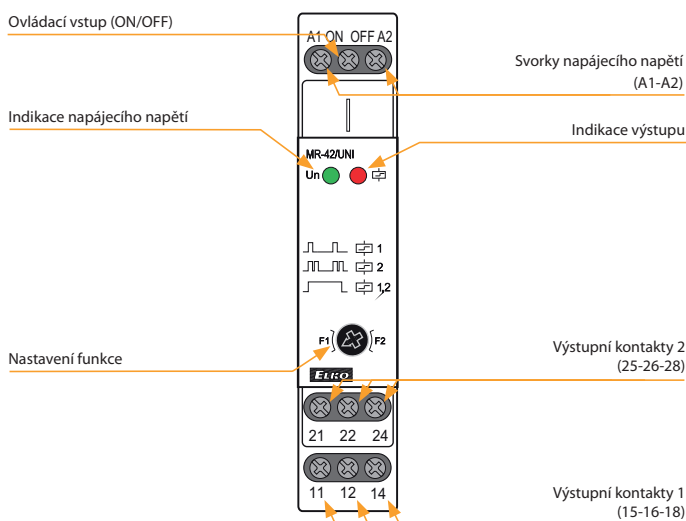 Ovládací vstup (ON/OFF)
A1 ON OFF A2
Svorky napájecího napětí
(A1-A2)
Indikace napájecího napětí
Indikace výstupu
MR-42/UNI
Un
1
2
1,2
F1
F2
Nastavení funkce
ELKO
Výstupní kontakty 2
(25-26-28)
21 22 24
11 12 14
Výstupní kontakty 1
(15-16-18)